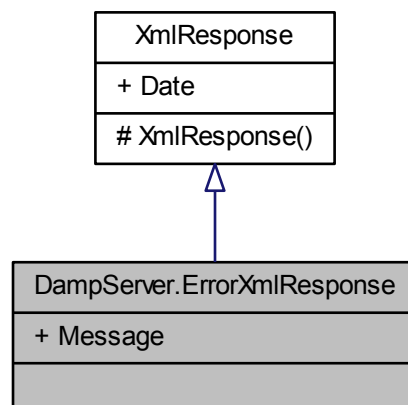 XmlResponse
+ Date
# XmlResponse()
DampServer.ErrorXmlResponse
+ Message